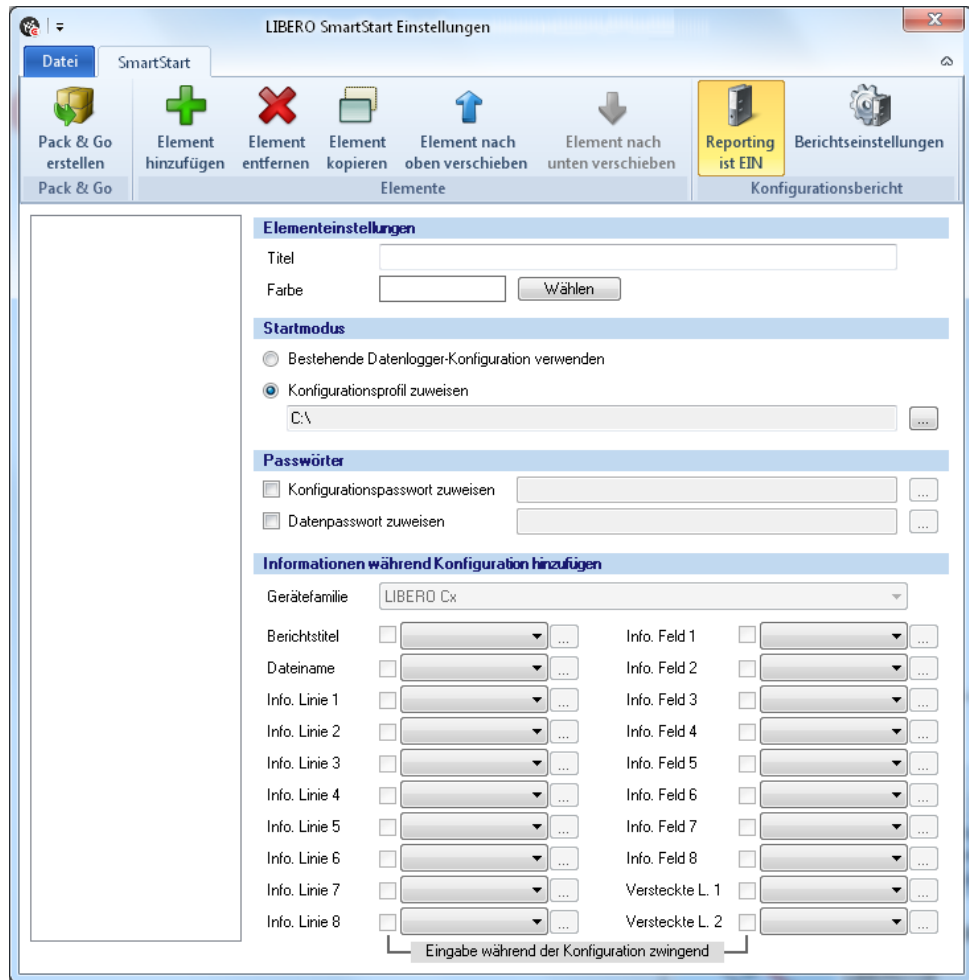 LIBERO SmartStart Einstellungen
Datei SmartStart
Pack & Go erstellen
Element hinzufügen
Element entfernen
Element kopieren
Element nach oben verschieben
Element nach unten verschieben
Reporting ist EIN
Berichtseinstellungen
Pack & Go Elemente Konfigurationsbericht
Elementeinstellungen
Titel
Farbe Wählen
Startmodus
Bestehende Datenlogger-Konfiguration verwenden
Konfigurationsprofil zuweisen
C:\ ...
Passwörter
Konfigurationspasswort zuweisen ...
Datenpasswort zuweisen ...
Informationen während Konfiguration hinzufügen
Gerätefamilie LIBERO Cx
Berichtstitel ... Info. Feld 1 ...
Dateiname ... Info. Feld 2 ...
Info. Linie 1 ... Info. Feld 3 ...
Info. Linie 2 ... Info. Feld 4 ...
Info. Linie 3 ... Info. Feld 5 ...
Info. Linie 4 ... Info. Feld 6 ...
Info. Linie 5 ... Info. Feld 7 ...
Info. Linie 6 ... Info. Feld 8 ...
Info. Linie 7 ... Versteckte L. 1 ...
Info. Linie 8 ... Versteckte L. 2 ...
Eingabe während der Konfiguration zwingend